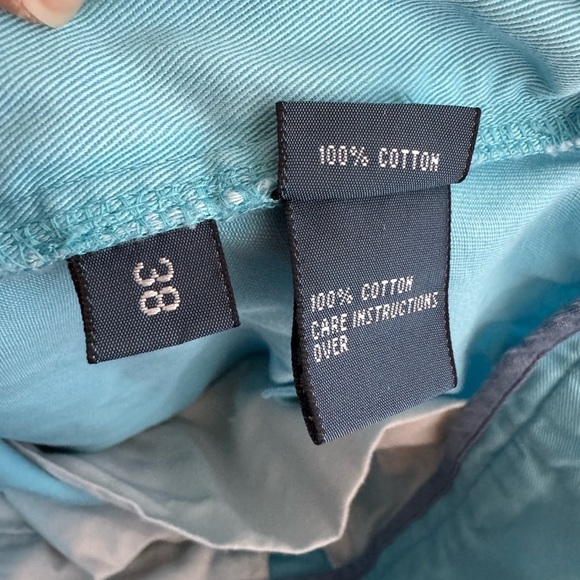 100% COTTON
38
100% COTTON
CARE INSTRUCTIONS
OVER